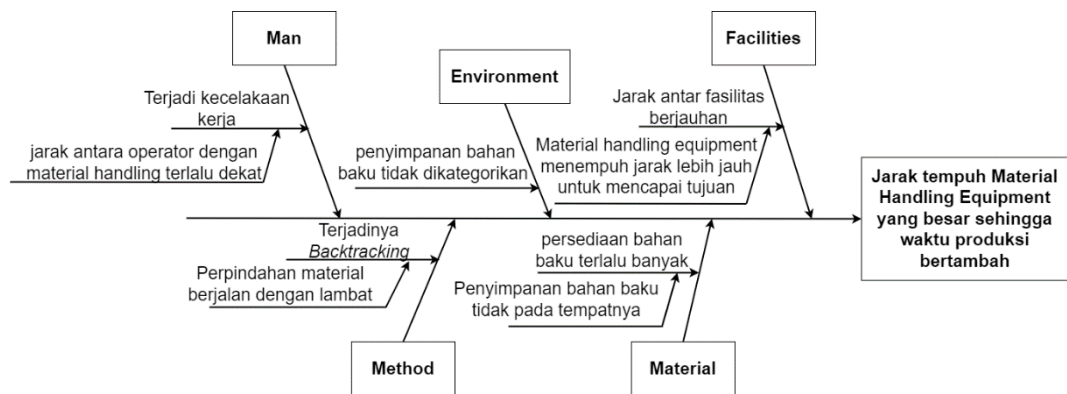 Man
Facilities
Environment
Terjadi kecelakaan
kerja
jarak antara operator dengan
material handling terlalu dekat
penyimpanan bahan
baku tidak dikategorikan
Jarak antar fasilitas
berjauhan
Material handling equipment
menempuh jarak lebih jauh
untuk mencapai tujuan
Jarak tempuh Material
Handling Equipment
yang besar sehingga
waktu produksi
bertambah
Terjadinya
Backtracking
Perpindahan material
berjalan dengan lambat
persediaan bahan
baku terlalu banyak
Penyimpanan bahan baku
tidak pada tempatnya
Method
Material